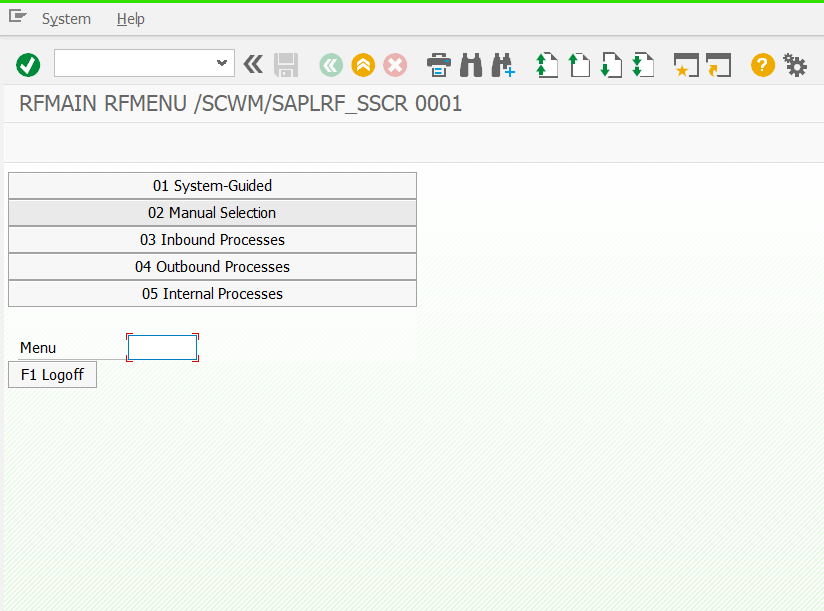 System Help
RFMAIN RFMENU /SCWM/SAPLRF_SSCR 0001
01 System-Guided
02 Manual Selection
03 Inbound Processes
04 Outbound Processes
05 Internal Processes
Menu
F1 Logoff